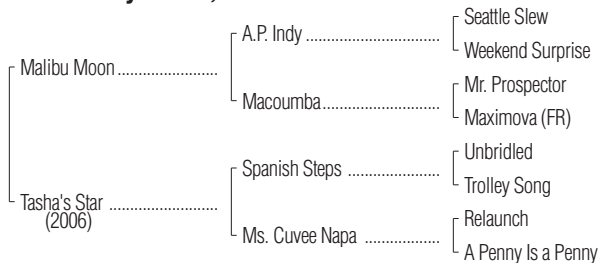 Seattle Slew
A.P. Indy
Weekend Surprise
Malibu Moon
Mr. Prospector
Macoumba
Maximova (FR)
Unbridled
Spanish Steps
Trolley Song
Tasha's Star
(2006)
Relaunch
Ms. Cuvee Napa
A Penny Is a Penny